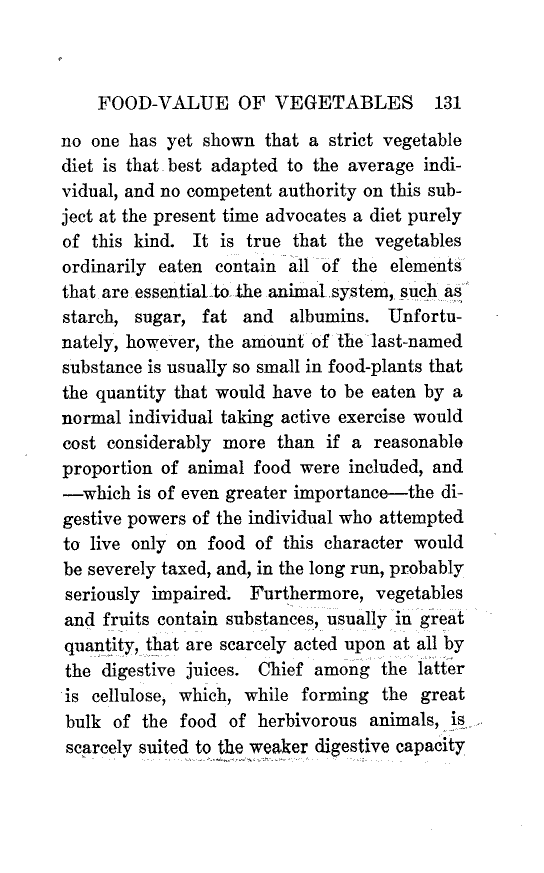 FOOD-VALUE OF VEGETABLES 131
no one has yet shown that a strict vegetable
diet is that best adapted to the average indi-
vidual, and no competent authority on this sub-
ject at the present time advocates a diet purely
of this kind. It is true that the vegetables
ordinarily eaten contain all of the elements
that are essential to the animal system, such as
starch, sugar, fat and albumins. Unfortu-
nately, however, the amount of the last-named
substance is usually so small in food-plants that
the quantity that would have to be eaten by a
normal individual taking active exercise would
cost considerably more than if a reasonable
proportion of animal food were included, and
—which is of even greater importance—the di-
gestive powers of the individual who attempted
to live only on food of this character would
be severely taxed, and, in the long run, probably
seriously impaired. Furthermore, vegetables
and fruits contain substances, usually in great
quantity, that are scarcely acted upon at all by
the digestive juices. Chief among the latter
is cellulose, which, while forming the great
bulk of the food of herbivorous animals, is
scarcely suited to the weaker digestive capacity